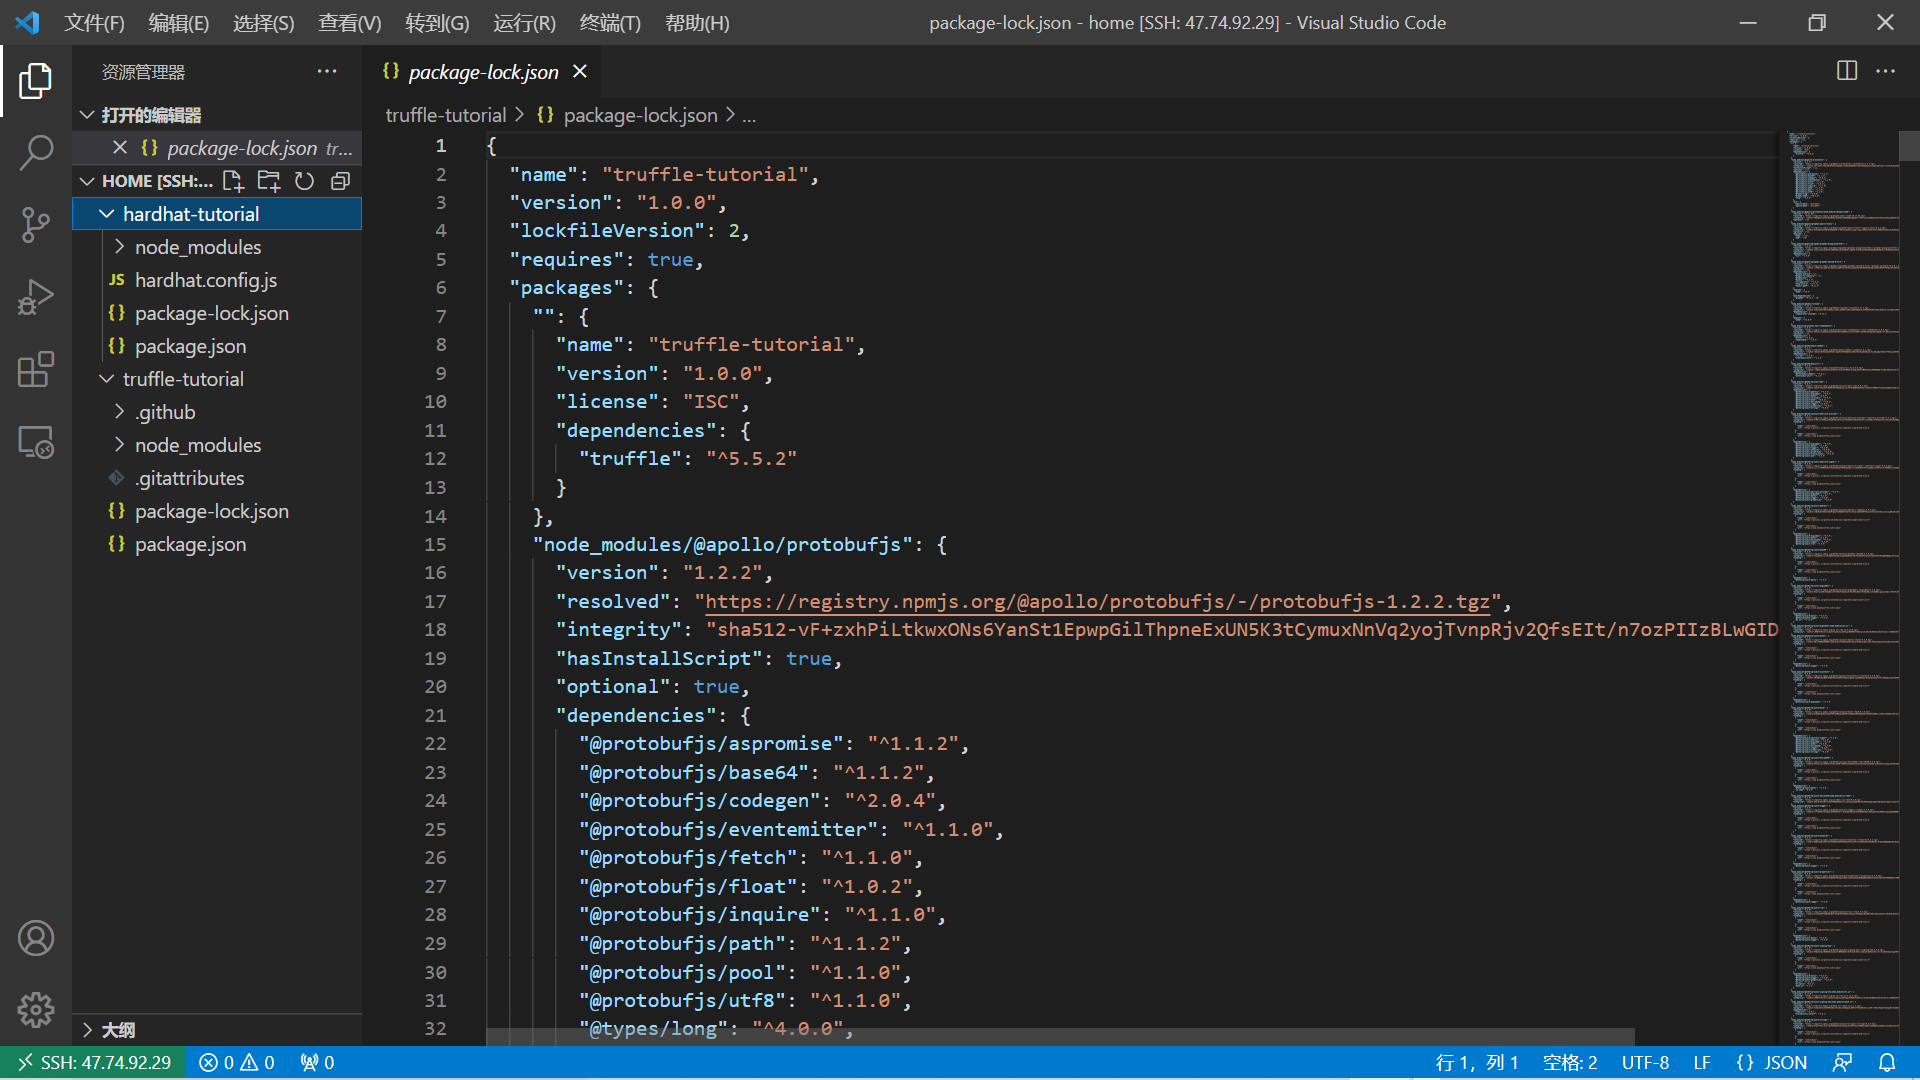 文件(F) 编辑(E) 选择(S) 查看(V) 转到(G) 运行(R) 终端(T) 帮助(H) package-lock.json - home [SSH: 47.74.92.29] - Visual Studio Code
资源管理器
打开的编辑器
{} package-lock.json tr...
HOME [SSH:...
hardhat-tutorial
node_modules
JS hardhat.config.js
{} package-lock.json
{} package.json
truffle-tutorial
.github
node_modules
.gitattributes
{} package-lock.json
{} package.json
大纲
{} package-lock.json
truffle-tutorial > {} package-lock.json > ...
1 {
2 "name": "truffle-tutorial",
3 "version": "1.0.0",
4 "lockfileVersion": 2,
5 "requires": true,
6 "packages": {
7 "": {
8 "name": "truffle-tutorial",
9 "version": "1.0.0",
10 "license": "ISC",
11 "dependencies": {
12 "truffle": "^5.5.2"
13 }
14 },
15 "node_modules/@apollo/protobufjs": {
16 "version": "1.2.2",
17 "resolved": "https://registry.npmjs.org/@apollo/protobufjs/-/protobufjs-1.2.2.tgz",
18 "integrity": "sha512-vF+zxhPiLtkwxONs6YanSt1EpwpGilThpneExUN5K3tCymuxNnVq2yojTvnpRjv2QfsEIt/n7ozPIIzBLwGID
19 "hasInstallScript": true,
20 "optional": true,
21 "dependencies": {
22 "@protobufjs/aspromise": "^1.1.2",
23 "@protobufjs/base64": "^1.1.2",
24 "@protobufjs/codegen": "^2.0.4",
25 "@protobufjs/eventemitter": "^1.1.0",
26 "@protobufjs/fetch": "^1.1.0",
27 "@protobufjs/float": "^1.0.2",
28 "@protobufjs/inquire": "^1.1.0",
29 "@protobufjs/path": "^1.1.2",
30 "@protobufjs/pool": "^1.1.0",
31 "@protobufjs/utf8": "^1.1.0",
32 "@types/long": "^4.0.0",
SSH: 47.74.92.29 0 0 0 行 1，列 1 空格: 2 UTF-8 LF {} JSON